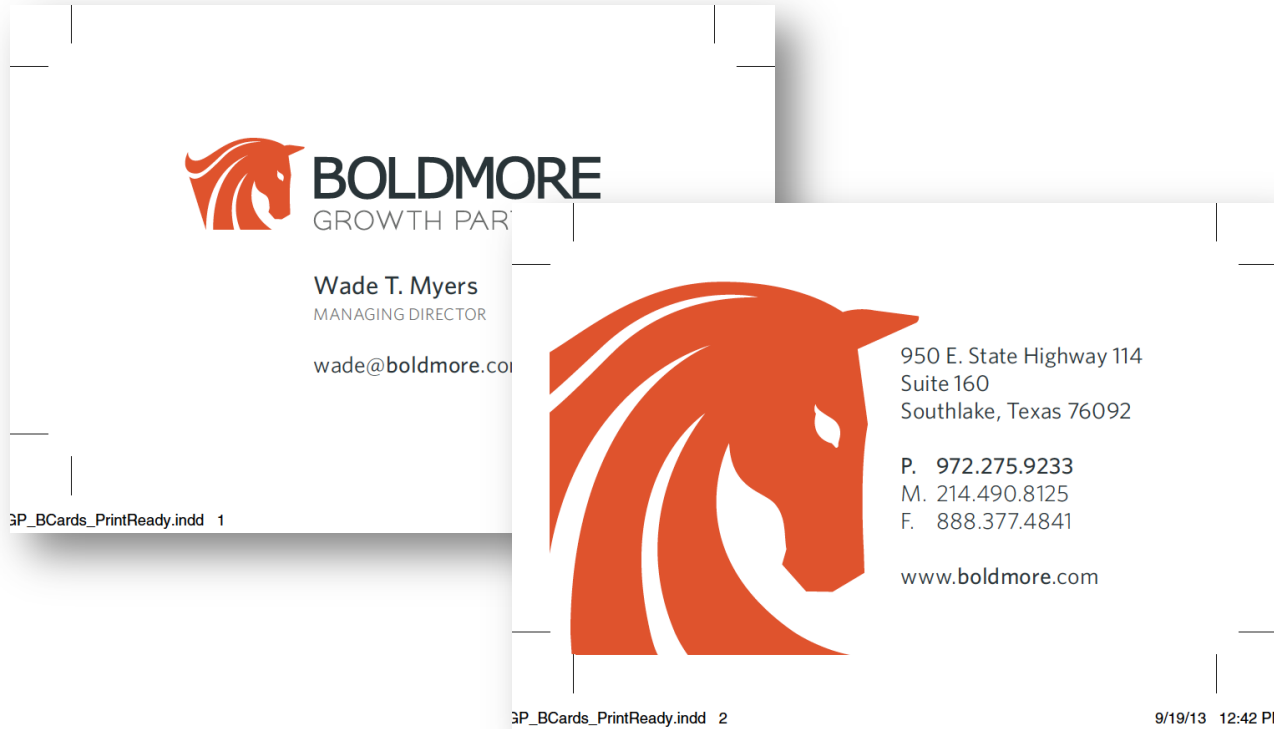 BOLDMORE
GROWTH PAR
Wade T. Myers
MANAGING DIRECTOR
wade@boldmore.co
GP_BCards_PrintReady.indd 1
950 E. State Highway 114
Suite 160
Southlake, Texas 76092
P. 972.275.9233
M. 214.490.8125
F. 888.377.4841
www.boldmore.com
GP_BCards_PrintReady.indd 2
9/19/13 12:42 P